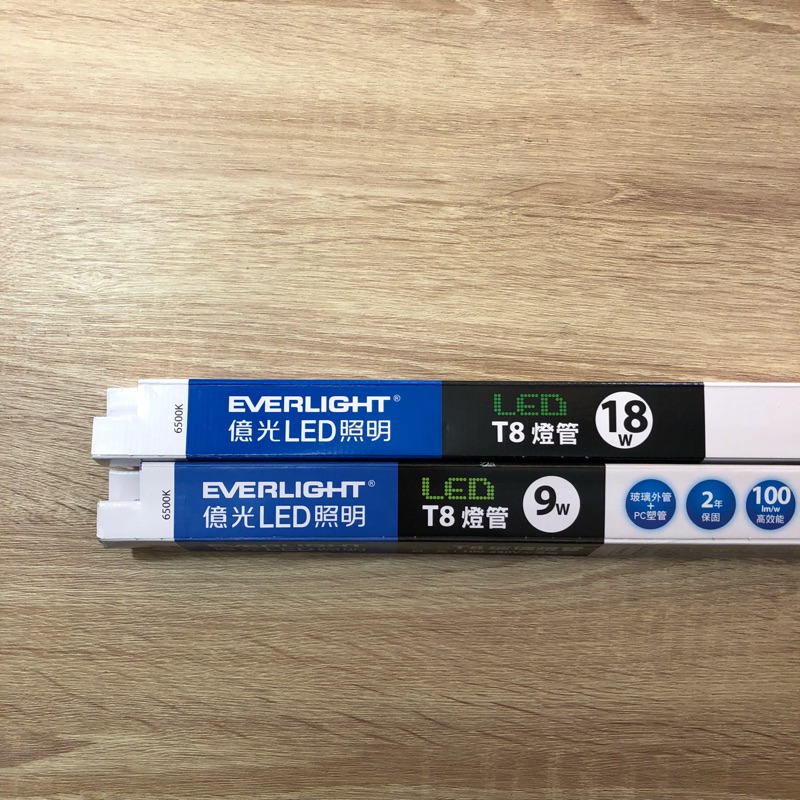 6500K
EVERLIGHT®
億光LED照明
LED
T8 燈管
18W
6500K
EVERLIGHT®
億光LED照明
LED
T8 燈管
9W
玻璃外管
+
PC塑管
2年
保固
100
lm/w
高效能